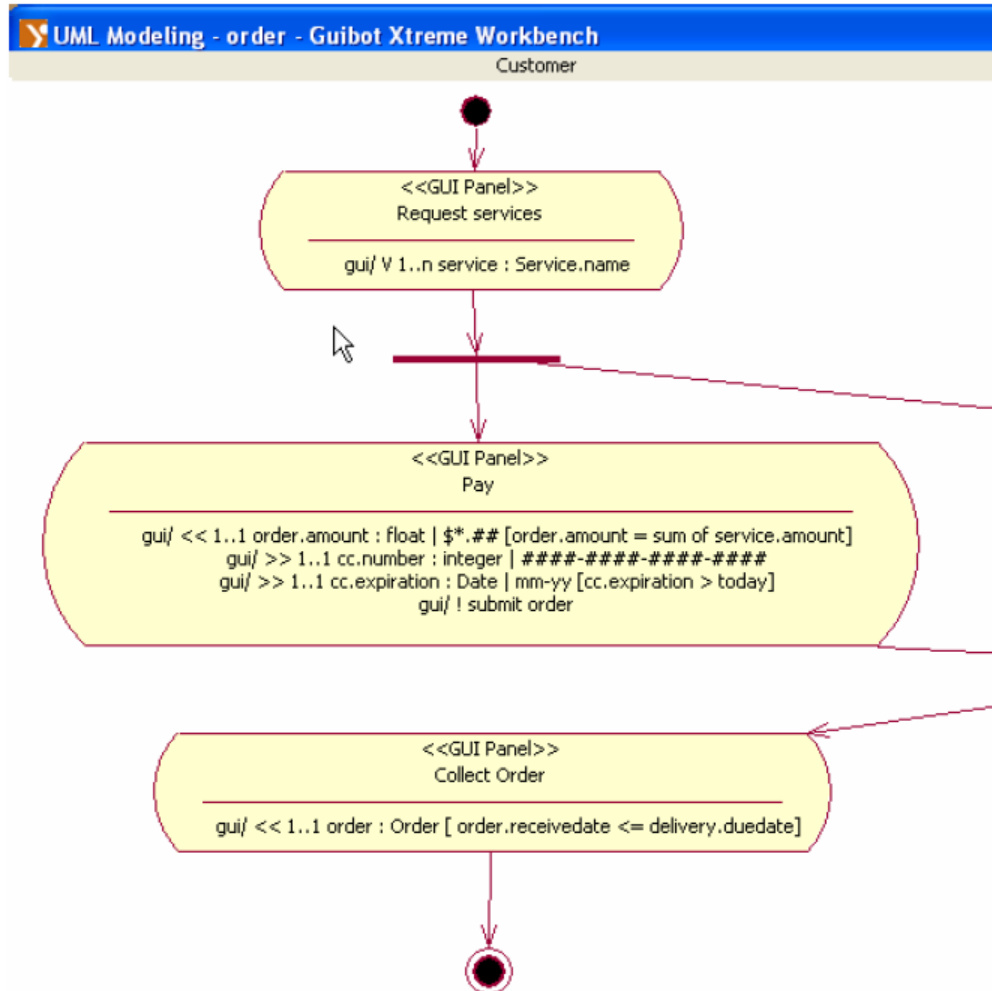 UML Modeling - order - Guibot Xtreme Workbench
Customer
<<GUI Panel>>
Request services
gui/ V 1..n service : Service.name
<<GUI Panel>>
Pay
gui/ << 1..1 order.amount : float | $*.## [order.amount = sum of service.amount]
gui/ >> 1..1 cc.number : integer | ####-####-####-####
gui/ >> 1..1 cc.expiration : Date | mm-yy [cc.expiration > today]
gui/ ! submit order
<<GUI Panel>>
Collect Order
gui/ << 1..1 order : Order [ order.receivedate <= delivery.duedate]